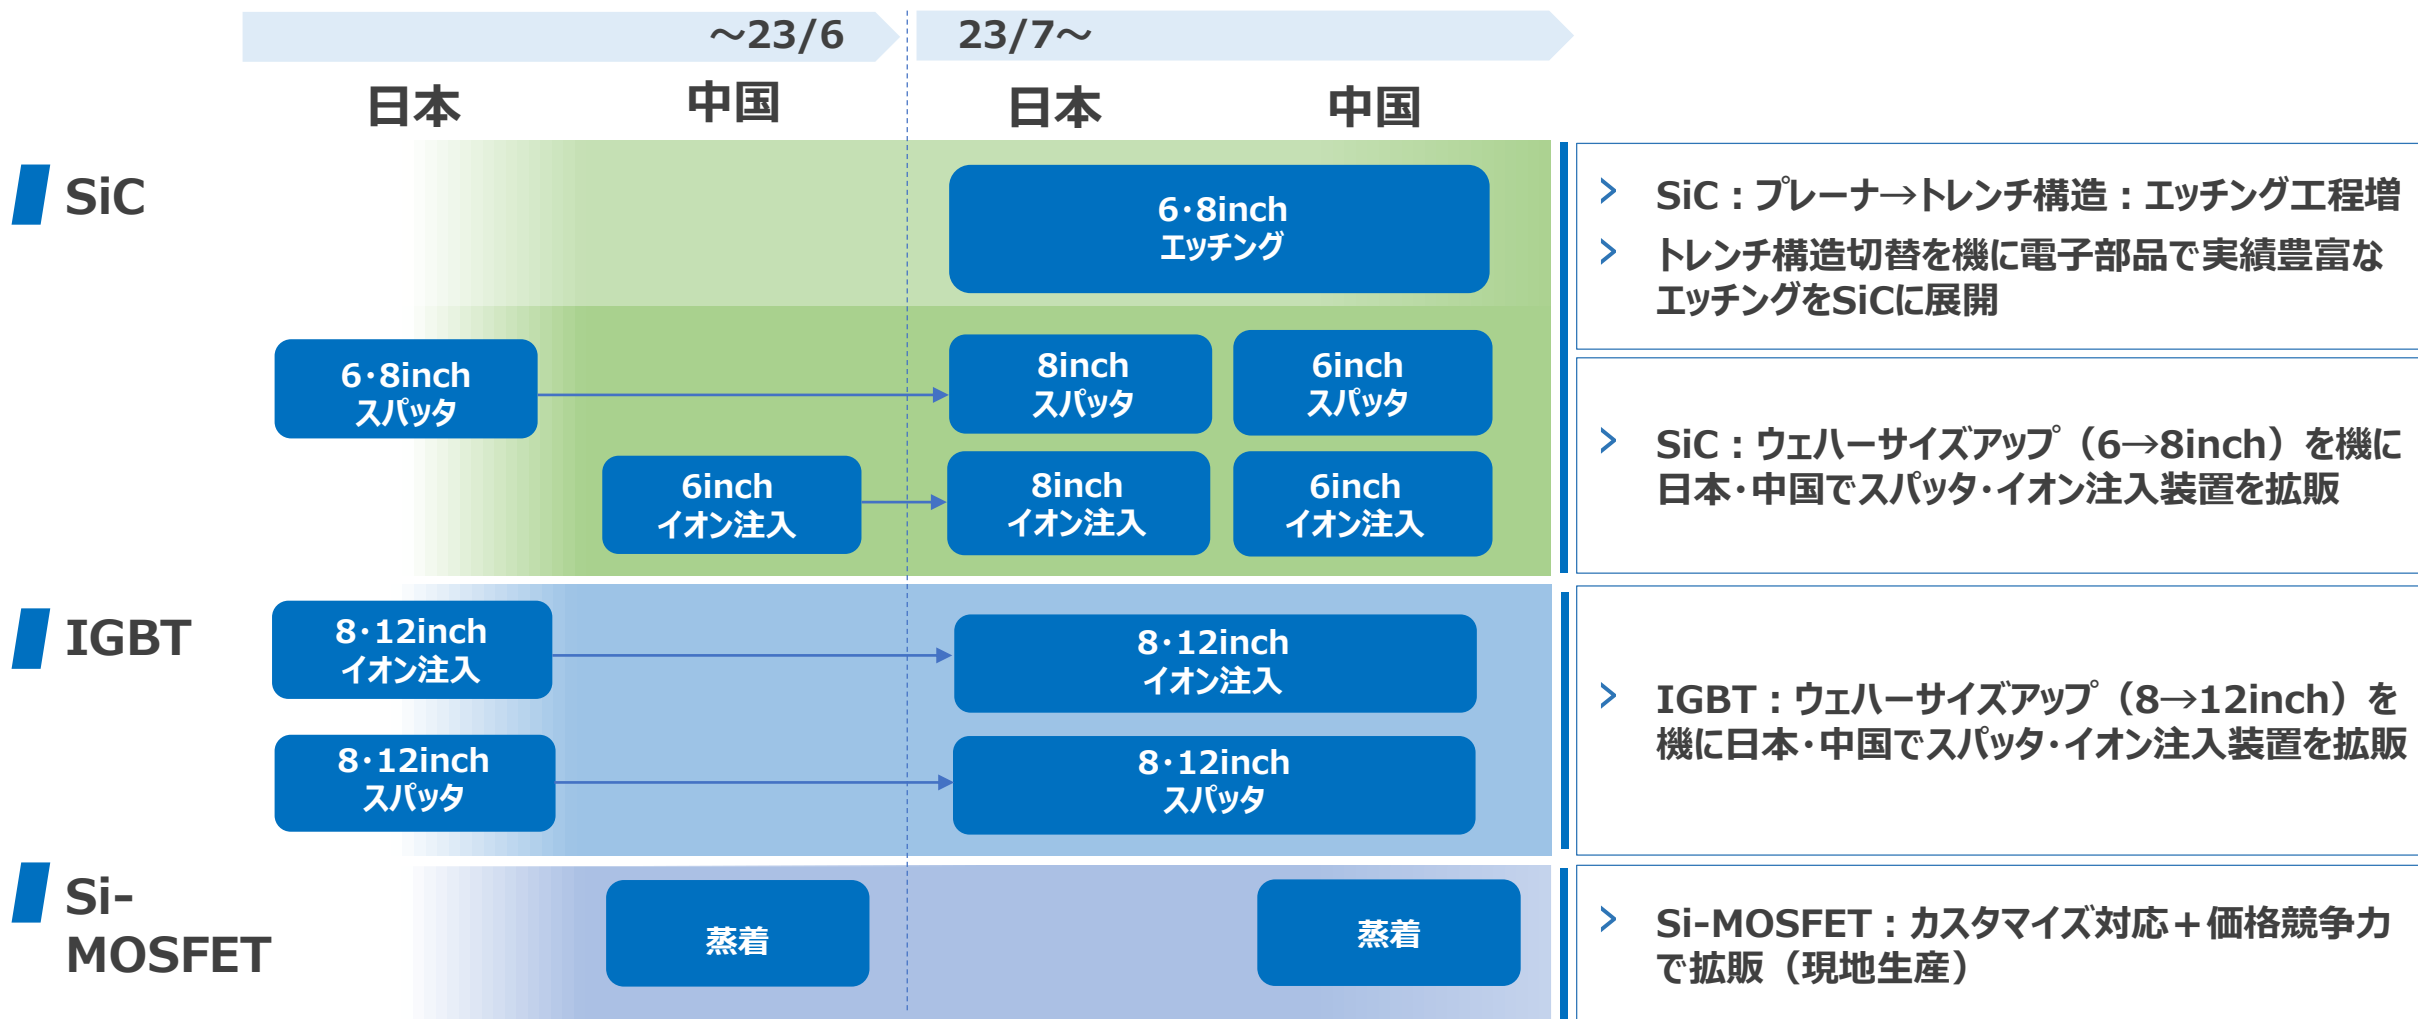 ～23/6
23/7～
日本
中国
日本
中国
SiC
6・8inch
エッチング
6・8inch
スパッタ
8inch
スパッタ
6inch
スパッタ
6inch
イオン注入
8inch
イオン注入
6inch
イオン注入
> SiC：プレーナ→トレンチ構造：エッチング工程増
> トレンチ構造切替を機に電子部品で実績豊富な
エッチングをSiCに展開
> SiC：ウェハーサイズアップ（6→8inch）を機に
日本・中国でスパッタ・イオン注入装置を拡販
IGBT
8・12inch
イオン注入
8・12inch
イオン注入
8・12inch
スパッタ
8・12inch
スパッタ
> IGBT：ウェハーサイズアップ（8→12inch）を
機に日本・中国でスパッタ・イオン注入装置を拡販
Si-
MOSFET
蒸着
蒸着
> Si-MOSFET：カスタマイズ対応＋価格競争力
で拡販（現地生産）